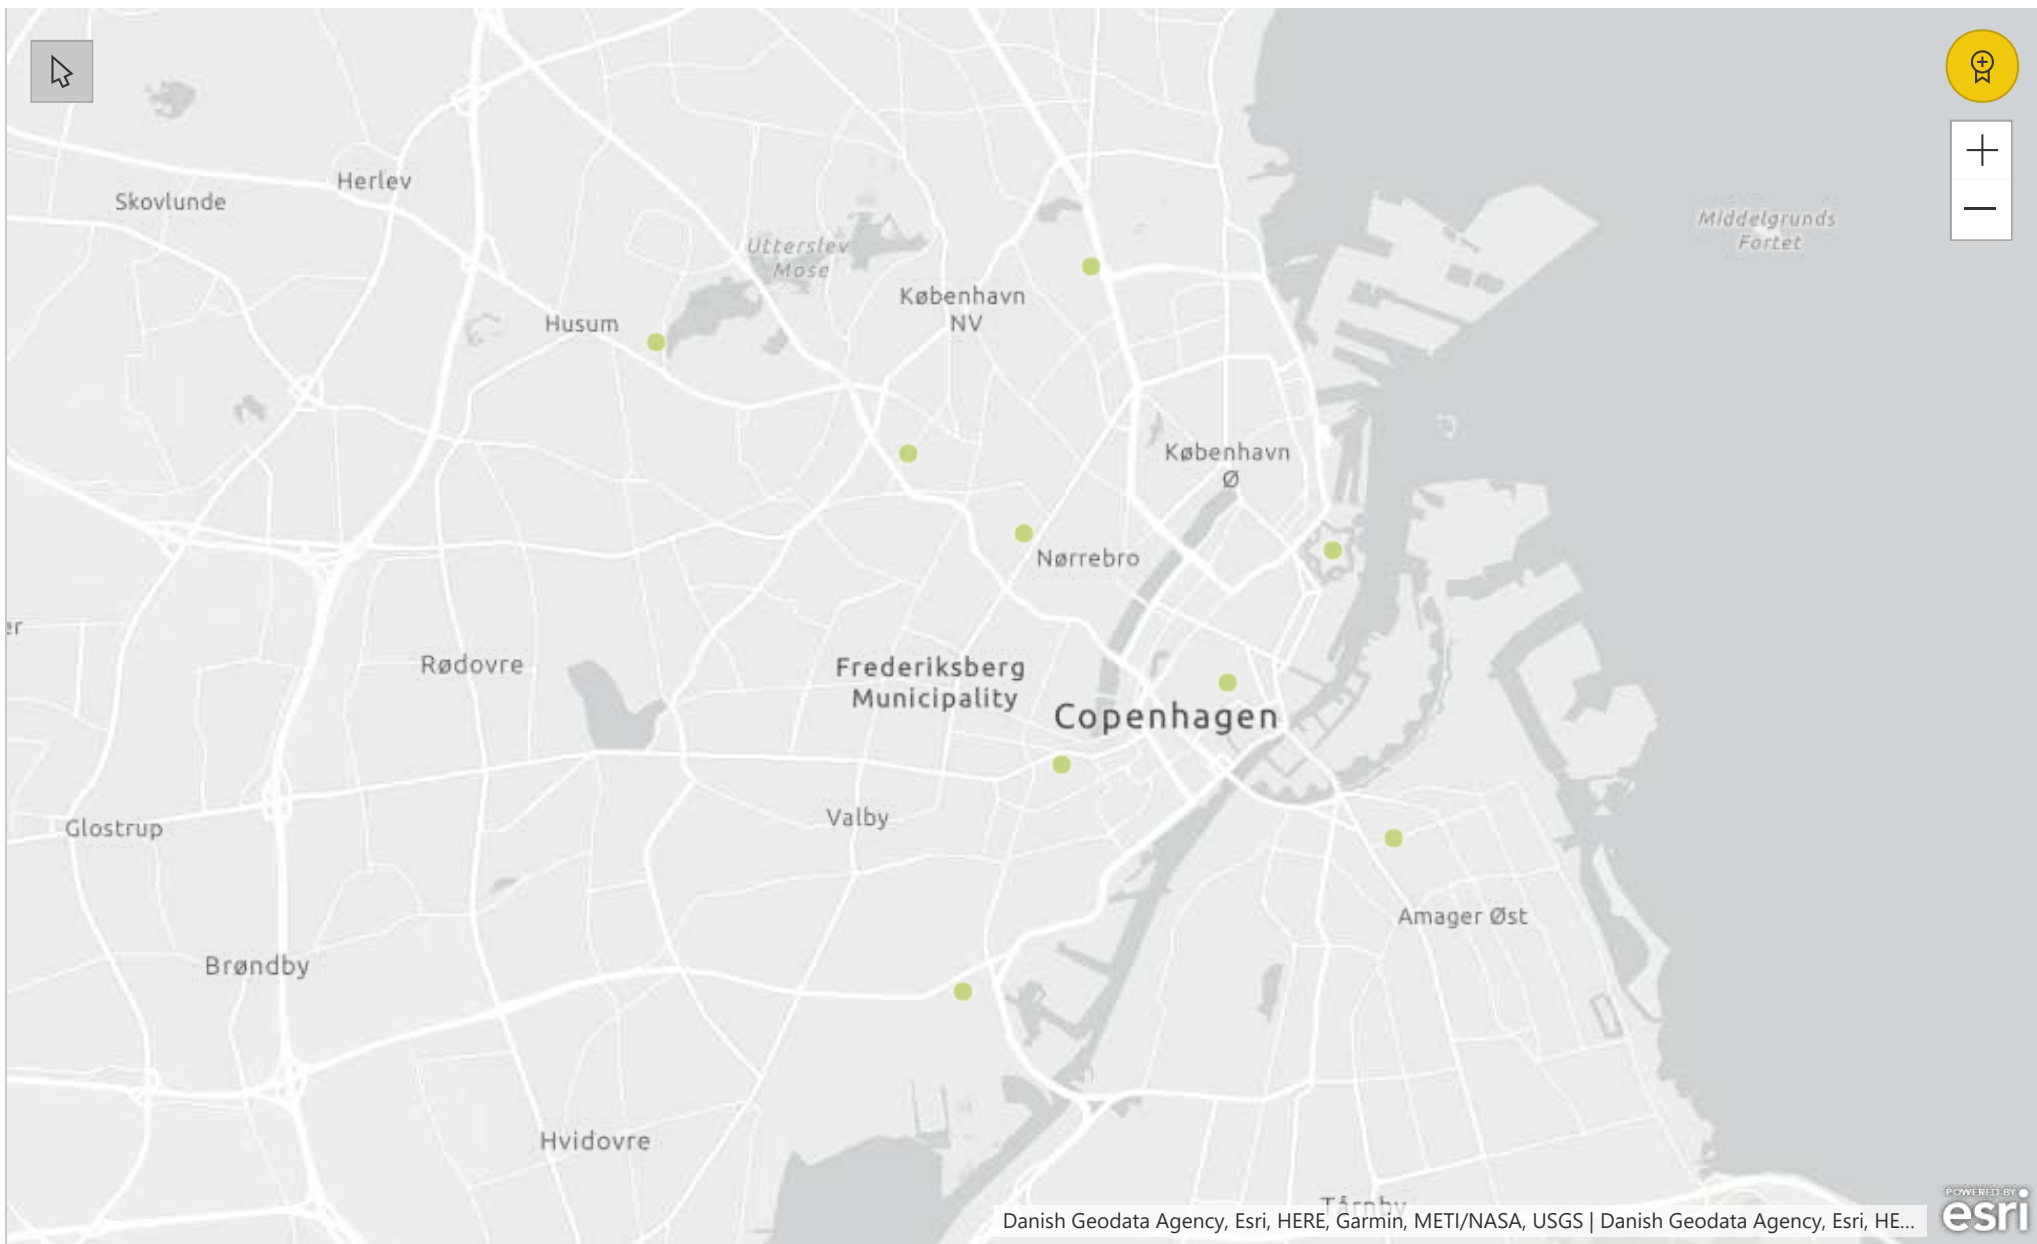 Herlev
Skovlunde
Middelgrunds
Fortet
Utterslev
Mose
København
NV
Husum
København
Ø
Nørrebro
er
Rødovre
Frederiksberg
Municipality
Copenhagen
Valby
Glostrup
Amager Øst
Brøndby
Hvidovre
Tårnby
Danish Geodata Agency, Esri, HERE, Garmin, METI/NASA, USGS | Danish Geodata Agency, Esri, HE...
POWERED BY
esri